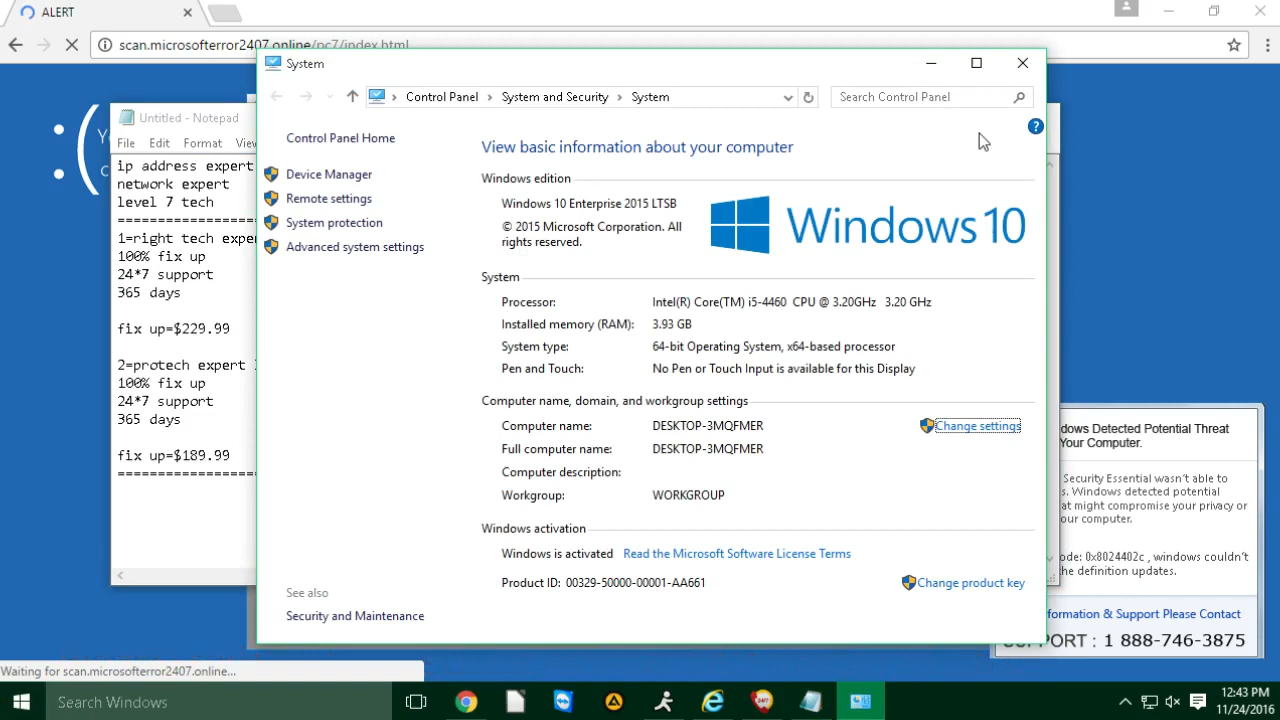 ALERT
scan.microsofterror2407.online/pc7/index.html
System
Control Panel
System and Security
System
Search Control Panel
Untitled - Notepad
File Edit Format
ip address expert
network expert
level 7 tech
====================
1=right tech
100% fix up
24*7 support
365 days
fix up=$229.99
2=protech expert
100% fix up
24*7 support
365 days
fix up=$189.99
====================
Control Panel Home
Device Manager
Remote settings
System protection
Advanced system settings
See also
Security and Maintenance
View basic information about your computer
Windows edition
Windows 10 Enterprise 2015 LTSB
© 2015 Microsoft Corporation. All
rights reserved.
Windows 10
System
Processor: Intel(R) Core(TM) i5-4460 CPU @ 3.20GHz 3.20 GHz
Installed memory (RAM): 3.93 GB
System type: 64-bit Operating System, x64-based processor
Pen and Touch: No Pen or Touch Input is available for this Display
Computer name, domain, and workgroup settings
Computer name: DESKTOP-3MQFMER
Change settings
Full computer name: DESKTOP-3MQFMER
Computer description:
Workgroup: WORKGROUP
Windows activation
Windows is activated Read the Microsoft Software License Terms
Product ID: 00329-50000-00001-AA661
Change product key
Detected Potential Threat
Your Computer.
Security Essential wasn't able to
Windows detected potential
might compromise your privacy or
computer.
0x8024402c , windows couldn't
definition updates.
& Support Please Contact
SUPPORT : 1 888-746-3875
Waiting for scan.microsofterror2407.online...
Search Windows
12:43 PM
11/24/2016